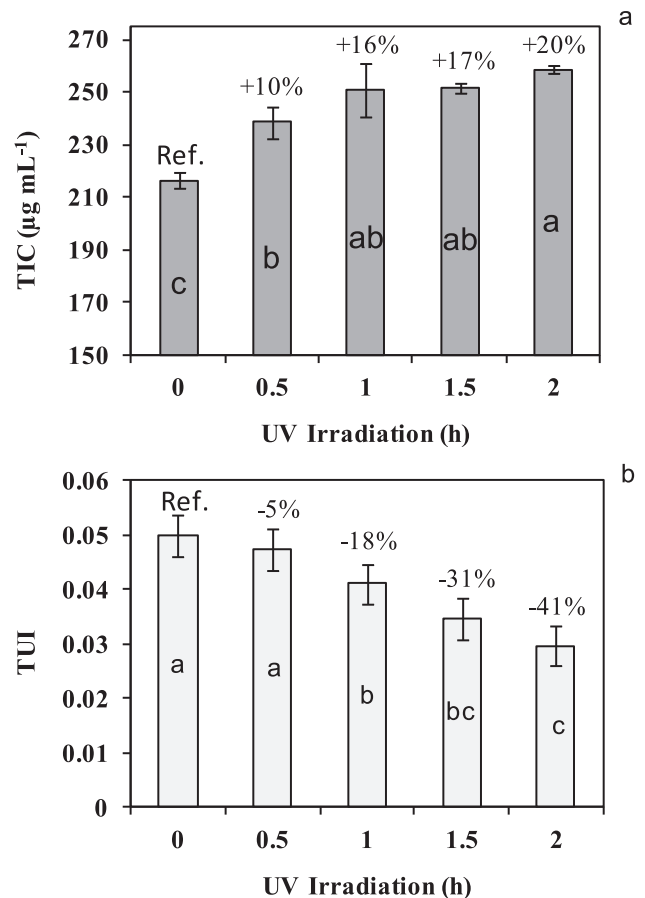 a
270
250
230
210
190
170
150
TIC (µg mL⁻¹)
Ref.
+10%
+16%
+17%
+20%
c
b
ab
ab
a
0 0.5 1 1.5 2
UV Irradiation (h)
b
0.06
0.05
0.04
0.03
0.02
0.01
0
TUI
Ref.
-5%
-18%
-31%
-41%
a
a
b
bc
c
0 0.5 1 1.5 2
UV Irradiation (h)